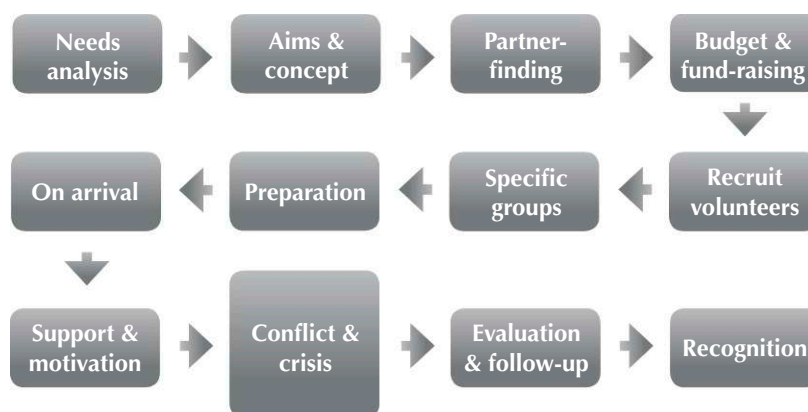 Needs
analysis
Aims &
concept
Partner-
finding
Budget &
fund-raising
Recruit
volunteers
Specific
groups
Preparation
On arrival
Support &
motivation
Conflict &
crisis
Evaluation
& follow-up
Recognition